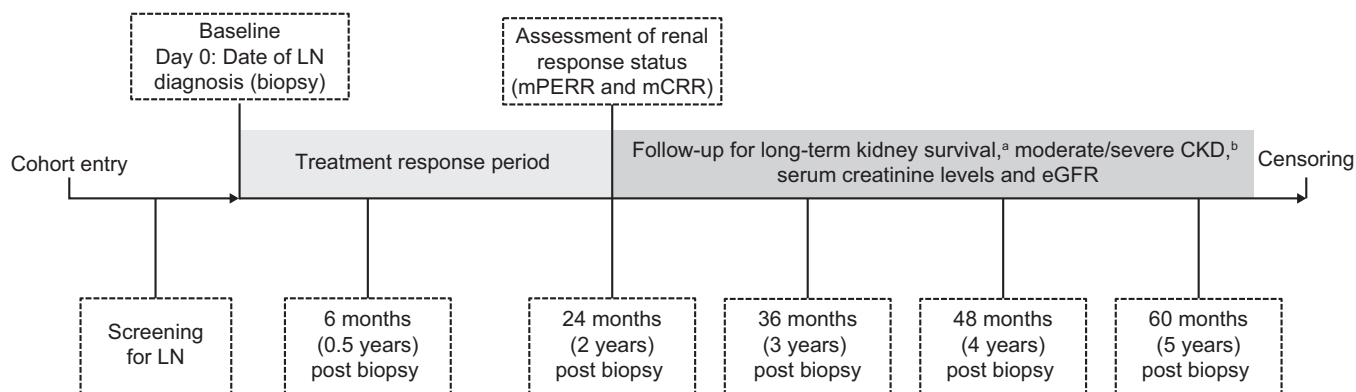 Baseline
Day 0: Date of LN
diagnosis (biopsy)
Assessment of renal
response status
(mPERR and mCRR)
Cohort entry
Treatment response period
Follow-up for long-term kidney survival,ᵃ moderate/severe CKD,ᵇ
serum creatinine levels and eGFR
Censoring
Screening
for LN
6 months
(0.5 years)
post biopsy
24 months
(2 years)
post biopsy
36 months
(3 years)
post biopsy
48 months
(4 years)
post biopsy
60 months
(5 years)
post biopsy